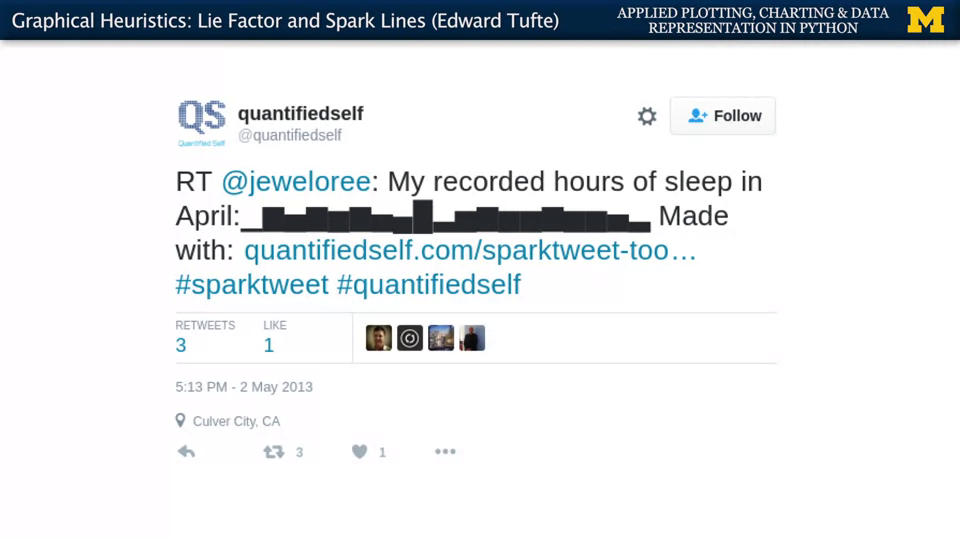 Graphical Heuristics: Lie Factor and Spark Lines (Edward Tufte)
APPLIED PLOTTING, CHARTING & DATA
REPRESENTATION IN PYTHON
M
QS
Quantified Self
quantifiedself
@quantifiedself
Follow
RT @jeweloree: My recorded hours of sleep in
April: Made
with: quantifiedself.com/sparktweet-too…
#sparktweet #quantifiedself
RETWEETS LIKE
3 1
5:13 PM - 2 May 2013
Culver City, CA
3 1